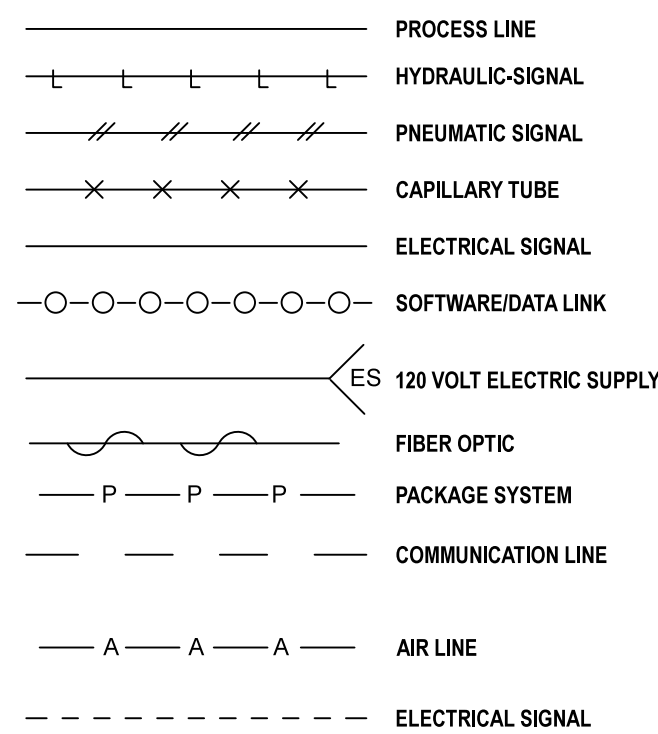 PROCESS LINE
L L L L L HYDRAULIC-SIGNAL
PNEUMATIC SIGNAL
CAPILLARY TUBE
ELECTRICAL SIGNAL
SOFTWARE/DATA LINK
ES 120 VOLT ELECTRIC SUPPLY
FIBER OPTIC
P P P PACKAGE SYSTEM
COMMUNICATION LINE
A A A AIR LINE
ELECTRICAL SIGNAL